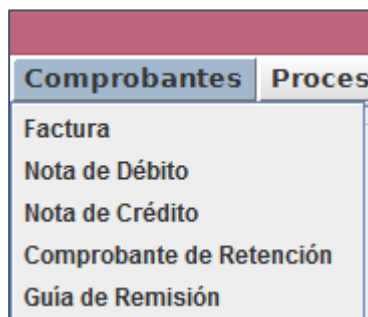 Comprobantes Proces
Factura
Nota de Débito
Nota de Crédito
Comprobante de Retención
Guía de Remisión